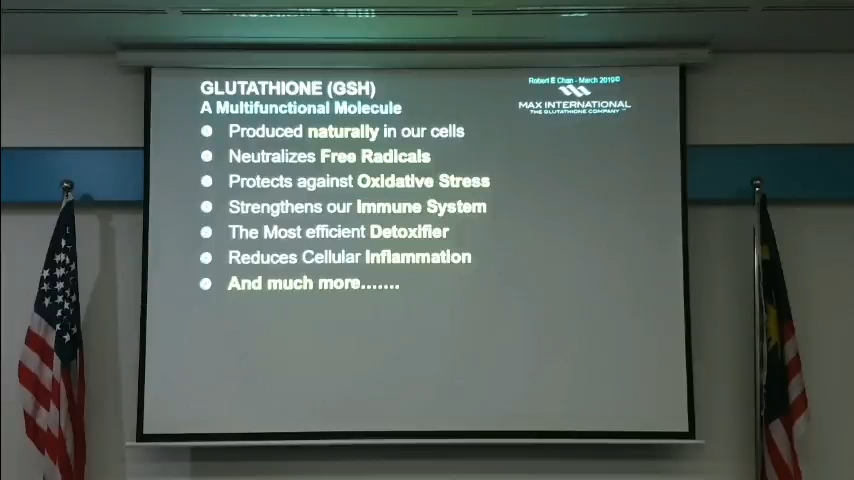 GLUTATHIONE (GSH)
A Multifunctional Molecule
Produced naturally in our cells
Neutralizes Free Radicals
Protects against Oxidative Stress
Strengthens our Immune System
The Most efficient Detoxifier
Reduces Cellular Inflammation
And much more.......
Robert E Chan - March 2019©
MAX INTERNATIONAL
THE GLUTATHIONE COMPANY™